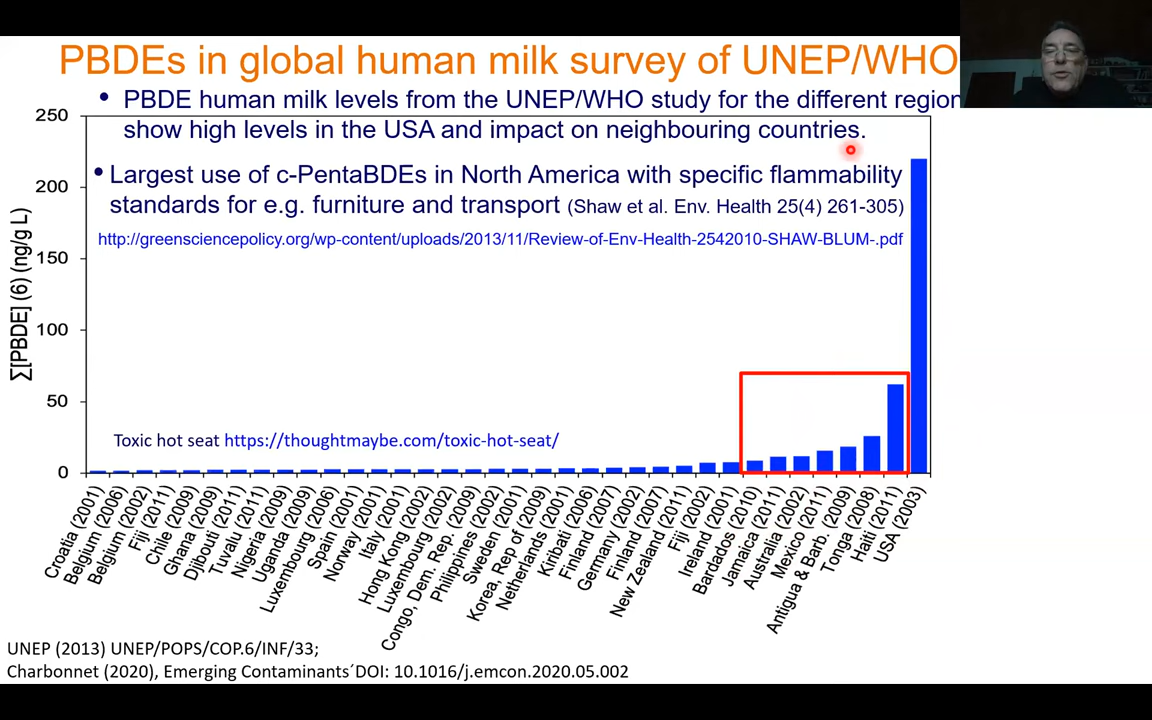 PBDEs in global human milk survey of UNEP/WHO
• PBDE human milk levels from the UNEP/WHO study for the different region
show high levels in the USA and impact on neighbouring countries.
• Largest use of c-PentaBDEs in North America with specific flammability
standards for e.g. furniture and transport (Shaw et al. Env. Health 25(4) 261-305)
http://greensciencepolicy.org/wp-content/uploads/2013/11/Review-of-Env-Health-2542010-SHAW-BLUM-.pdf
Toxic hot seat https://thoughtmaybe.com/toxic-hot-seat/
∑[PBDE] (6) (ng/g L)
250
200
150
100
50
0
Croatia (2001)
Belgium (2006)
Belgium (2002)
Fiji (2011)
Chile (2009)
Ghana (2009)
Djibouti (2011)
Tuvalu (2011)
Nigeria (2009)
Uganda (2009)
Luxembourg (2006)
Spain (2001)
Norway (2001)
Italy (2001)
Hong Kong (2002)
Luxembourg (2002)
Congo, Dem. Rep. (2009)
Philippines (2002)
Sweden (2001)
Korea, Rep of (2009)
Netherlands (2001)
Kiribati (2006)
Finland (2007)
Germany (2002)
Finland (2007)
New Zealand (2011)
Fiji (2002)
Ireland (2001)
Barbados (2010)
Jamaica (2011)
Australia (2002)
Mexico (2011)
Antigua & Barb. (2009)
Tonga (2008)
Haiti (2011)
USA (2003)
UNEP (2013) UNEP/POPS/COP.6/INF/33;
Charbonnet (2020), Emerging Contaminants´DOI: 10.1016/j.emcon.2020.05.002